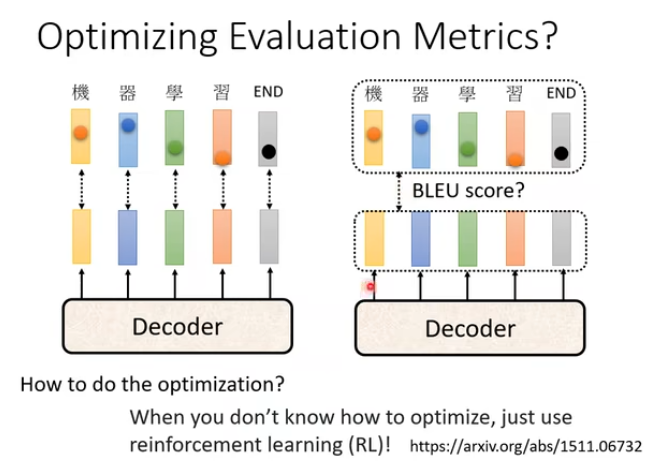 Optimizing Evaluation Metrics?
機 器 學 習 END
機 器 學 習 END
BLEU score?
Decoder
Decoder
How to do the optimization?
When you don't know how to optimize, just use
reinforcement learning (RL)! https://arxiv.org/abs/1511.06732